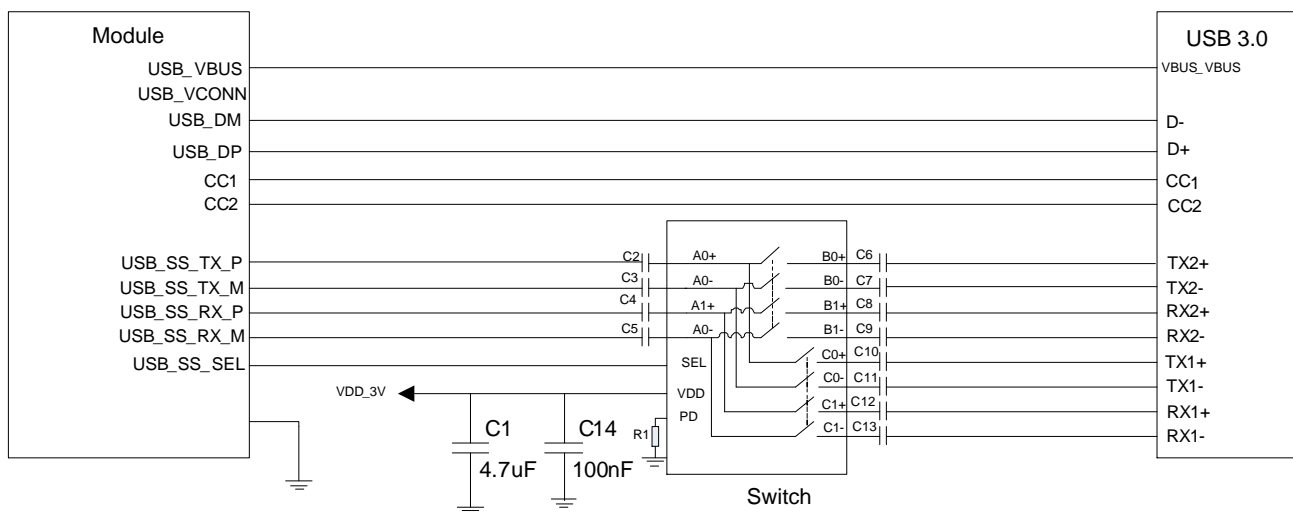 Module
USB 3.0
USB_VBUS
VBUS_VBUS
USB_VCONN
USB_DM
D-
USB_DP
D+
CC1
CC1
CC2
CC2
USB_SS_TX_P
C2
A0+
B0+
C6
TX2+
USB_SS_TX_M
C3
A0-
B0-
C7
TX2-
USB_SS_RX_P
C4
A1+
B1+
C8
RX2+
USB_SS_RX_M
C5
A0-
B1-
C9
RX2-
USB_SS_SEL
SEL
C0+
C10
TX1+
VDD_3V
VDD
C0-
C11
TX1-
PD
C1+
C12
RX1+
C1
C14
R1
C1-
C13
RX1-
4.7uF
100nF
Switch